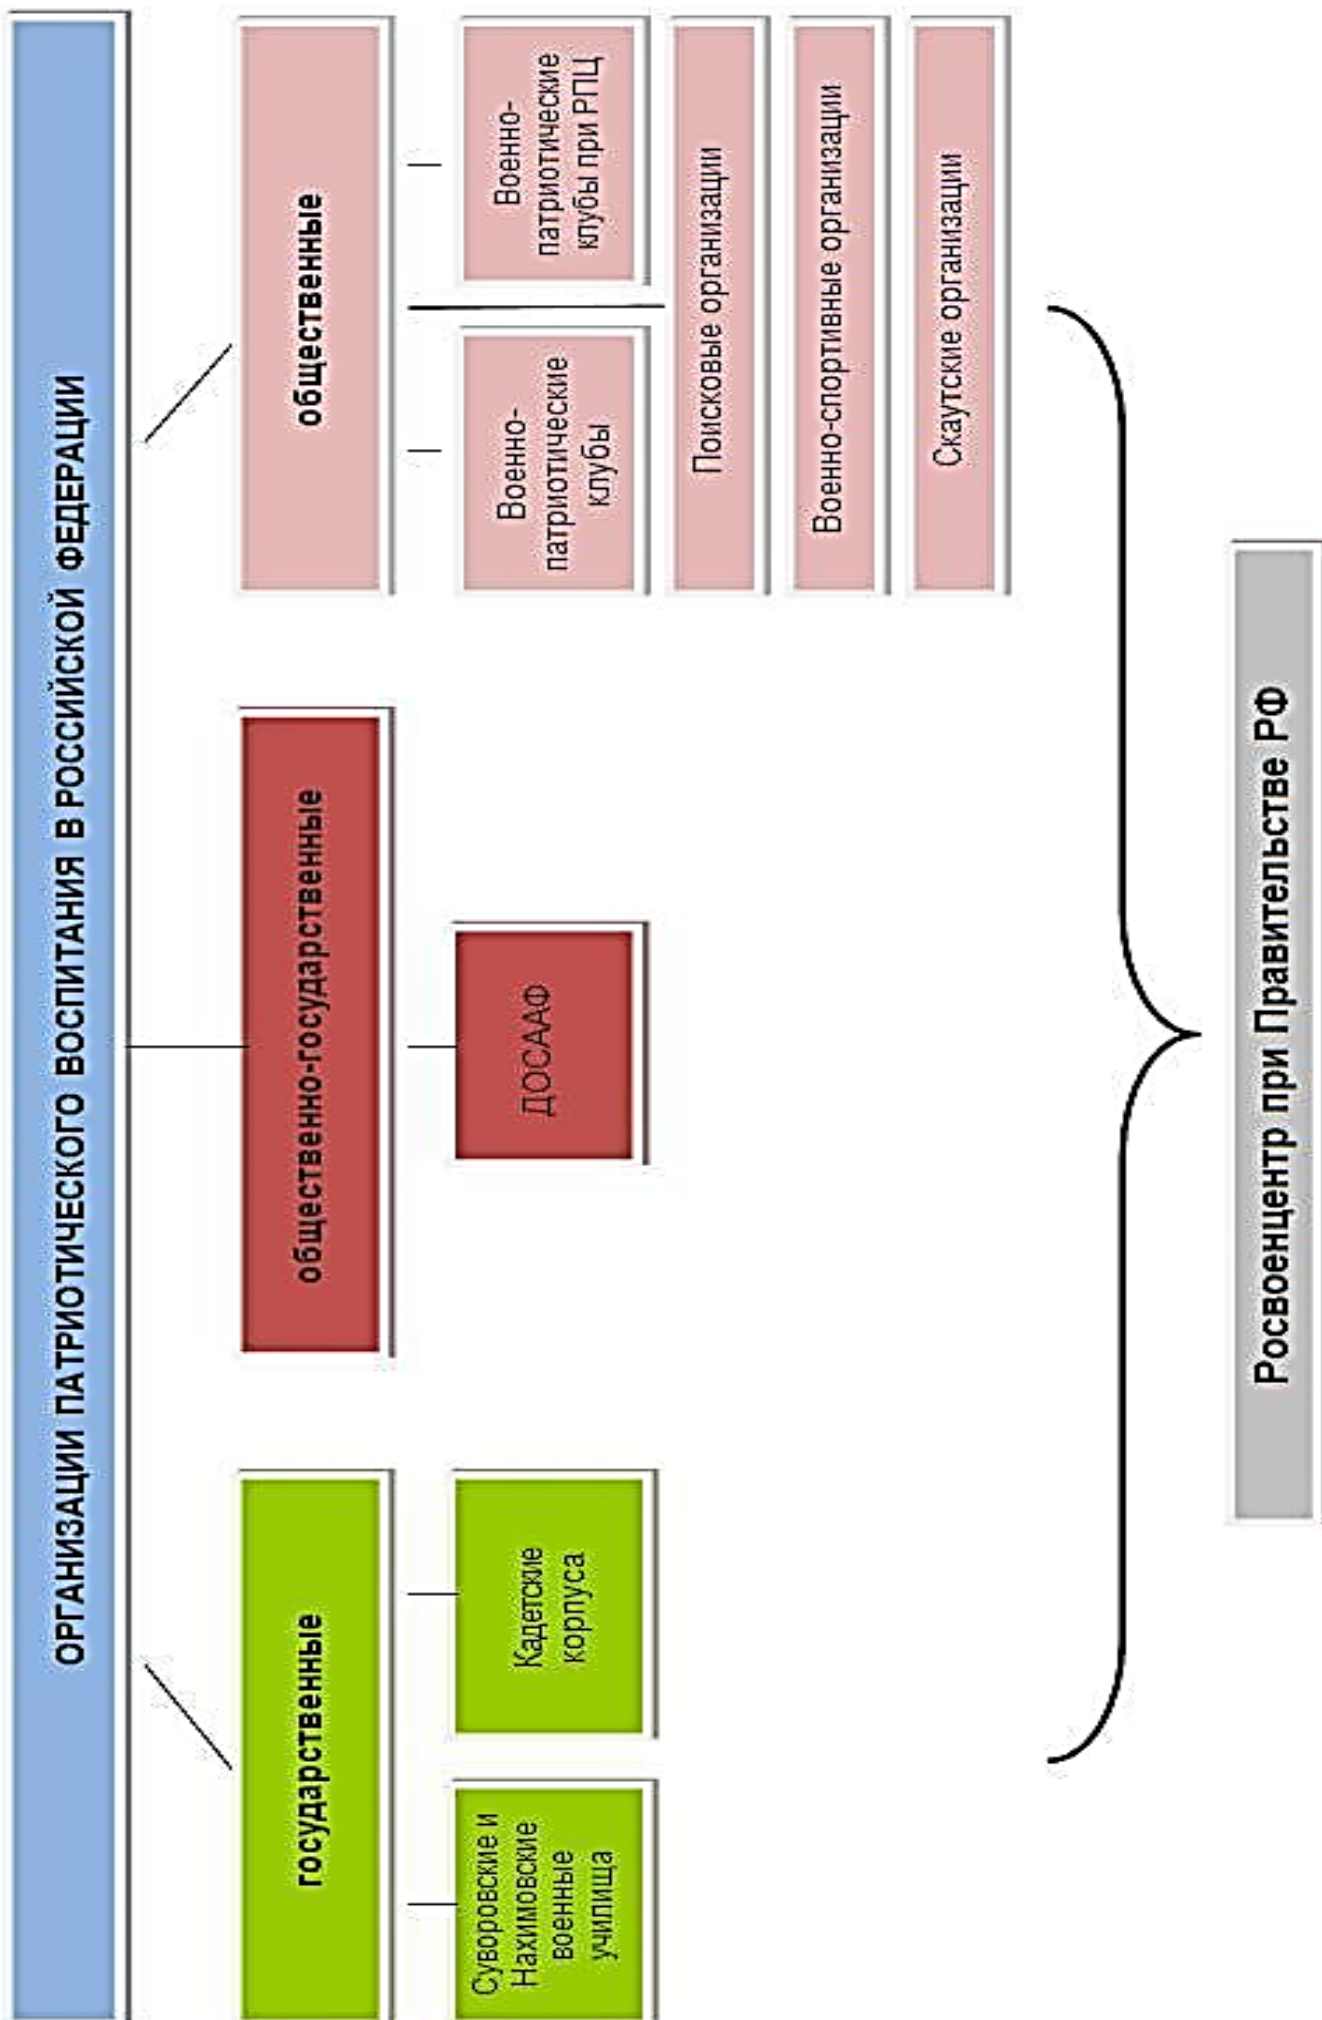 ОРГАНИЗАЦИИ ПАТРИОТИЧЕСКОГО ВОСПИТАНИЯ В РОССИЙСКОЙ ФЕДЕРАЦИИ
государственные
общественно-государственные
общественные
Суворовские и
Нахимовские
военные
училища
Кадетские
корпуса
ДОСААФ
Военно-
патриотические
клубы
Военно-
патриотические
клубы при РПЦ
Поисковые организации
Военно-спортивные организации
Скаутские организации
Росвоенцентр при Правительстве РФ